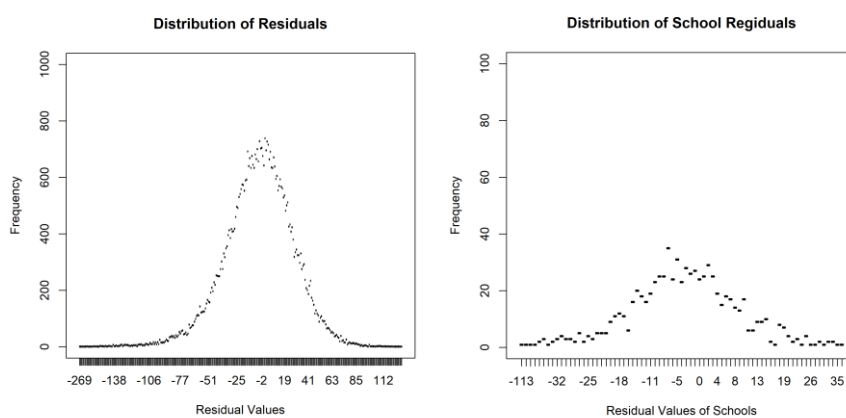 Distribution of Residuals
1000
800
600
400
200
0
Frequency
-269 -138 -106 -77 -51 -25 -2 19 41 63 85 112
Residual Values
Distribution of School Regiduals
100
80
60
40
20
0
Frequency
-113 -32 -25 -18 -11 -5 0 4 8 13 19 26 35
Residual Values of Schools